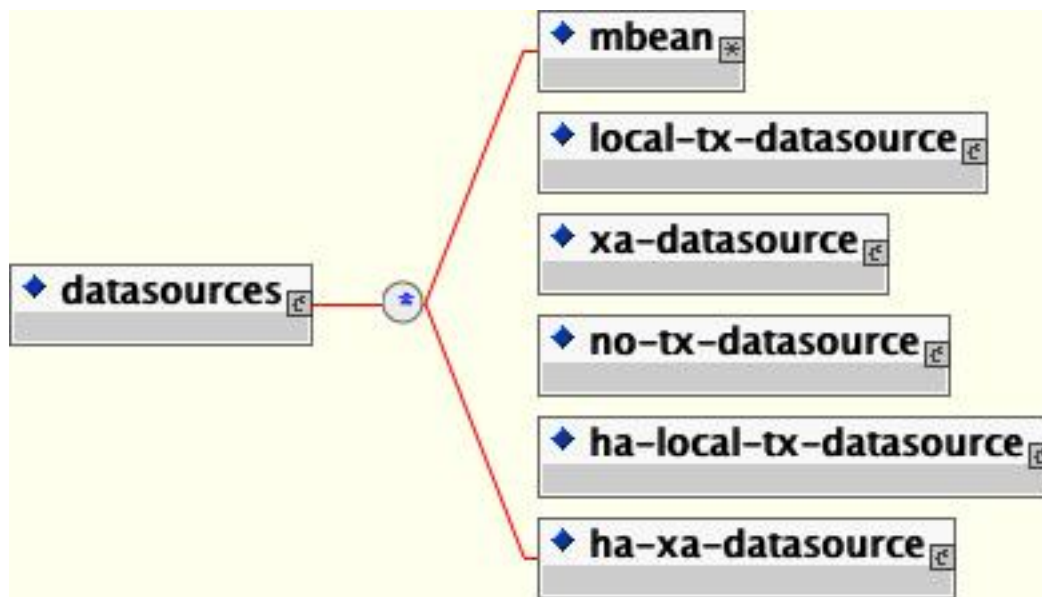 mbean
local-tx-datasource
xa-datasource
datasources
no-tx-datasource
ha-local-tx-datasource
ha-xa-datasource